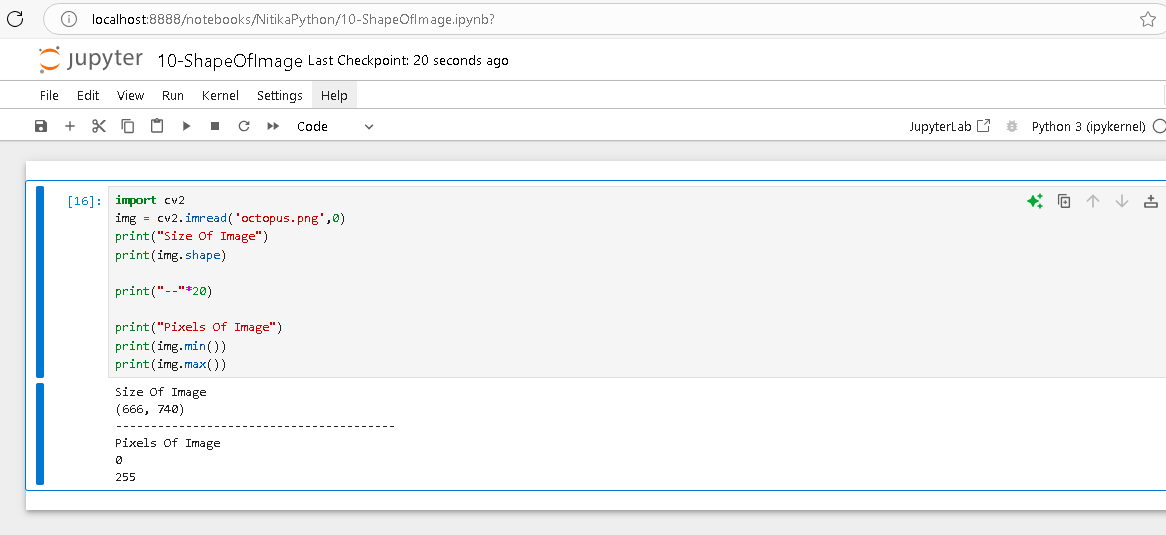 localhost:8888/notebooks/NitikaPython/10-ShapeOfImage.ipynb?
jupyter 10-ShapeOfImage Last Checkpoint: 20 seconds ago
File Edit View Run Kernel Settings Help
Code JupyterLab Python 3 (ipykernel)
[16]: import cv2
img = cv2.imread('octopus.png',0)
print("Size Of Image")
print(img.shape)
print("--"*20)
print("Pixels Of Image")
print(img.min())
print(img.max())
Size Of Image
(666, 740)
----------------------------------------
Pixels Of Image
0
255